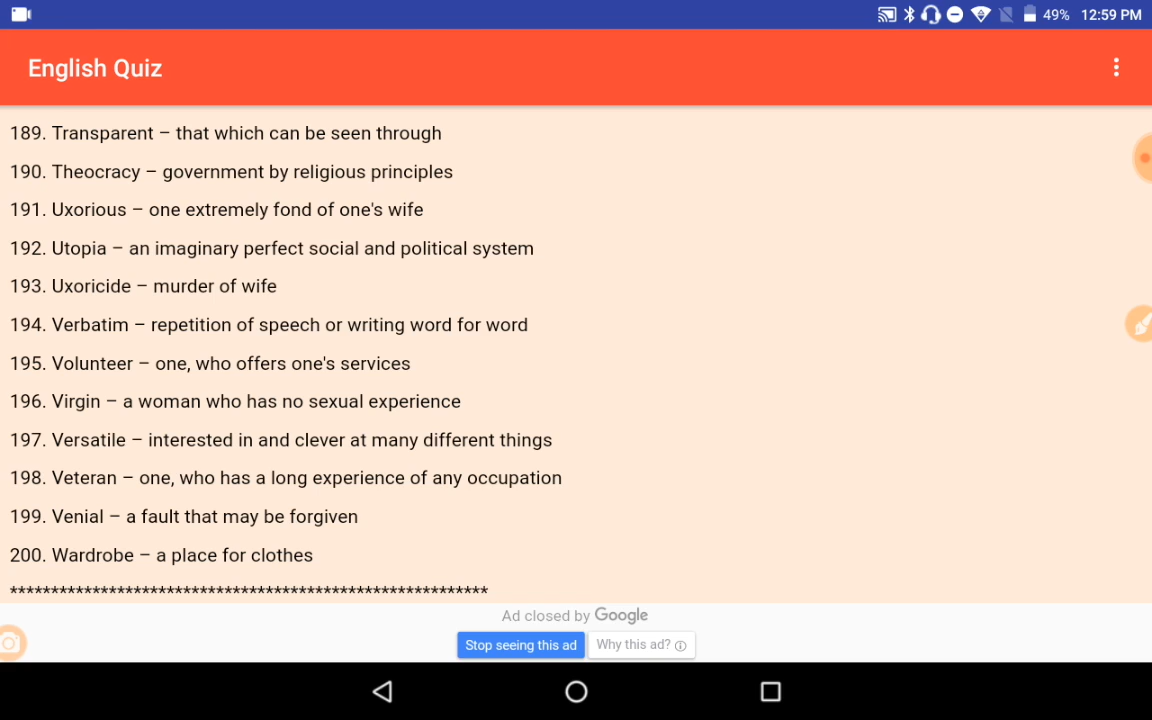 49% 12:59 PM
English Quiz
189. Transparent – that which can be seen through
190. Theocracy – government by religious principles
191. Uxorious – one extremely fond of one's wife
192. Utopia – an imaginary perfect social and political system
193. Uxoricide – murder of wife
194. Verbatim – repetition of speech or writing word for word
195. Volunteer – one, who offers one's services
196. Virgin – a woman who has no sexual experience
197. Versatile – interested in and clever at many different things
198. Veteran – one, who has a long experience of any occupation
199. Venial – a fault that may be forgiven
200. Wardrobe – a place for clothes
**********************************************************
Ad closed by Google
Stop seeing this ad Why this ad?